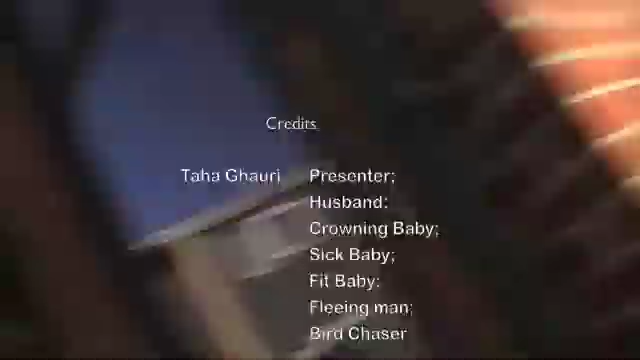 Credits
Taha Ghauri Presenter;
Husband:
Crowning Baby;
Sick Baby;
Fit Baby:
Fleeing man;
Bird Chaser